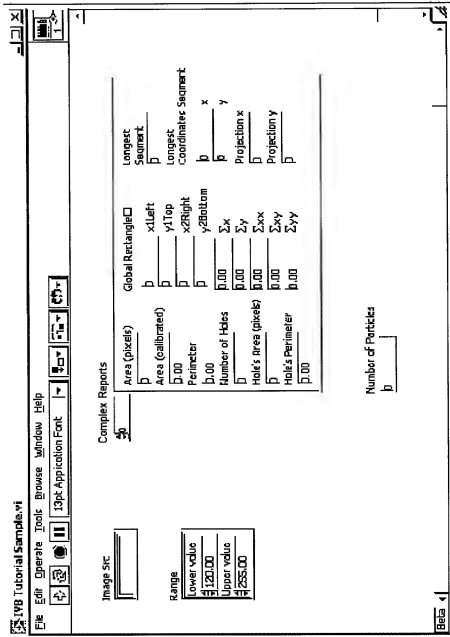 IVB Tutorial Sample.vi
File Edit Operate Tools Browse Window Help
13pt Application Font
Image Src
Range
Lower value
120.00
Upper value
255.00
Complex Reports
0
Area (pixels)
0
Area (calibrated)
0.00
Perimeter
0.00
Number of Holes
0
Hole's Area (pixels)
0
Hole's Perimeter
0.00
Global Rectangle
0 x1Left
0 y1Top
0 x2Right
0 y2Bottom
0.00 Σx
0.00 Σy
0.00 Σxx
0.00 Σxy
0.00 Σyy
Longest
Segment
0
Longest
Coordinates Segment
0 x
0 y
Projection x
0
Projection y
0
Number of Particles
0
Beta